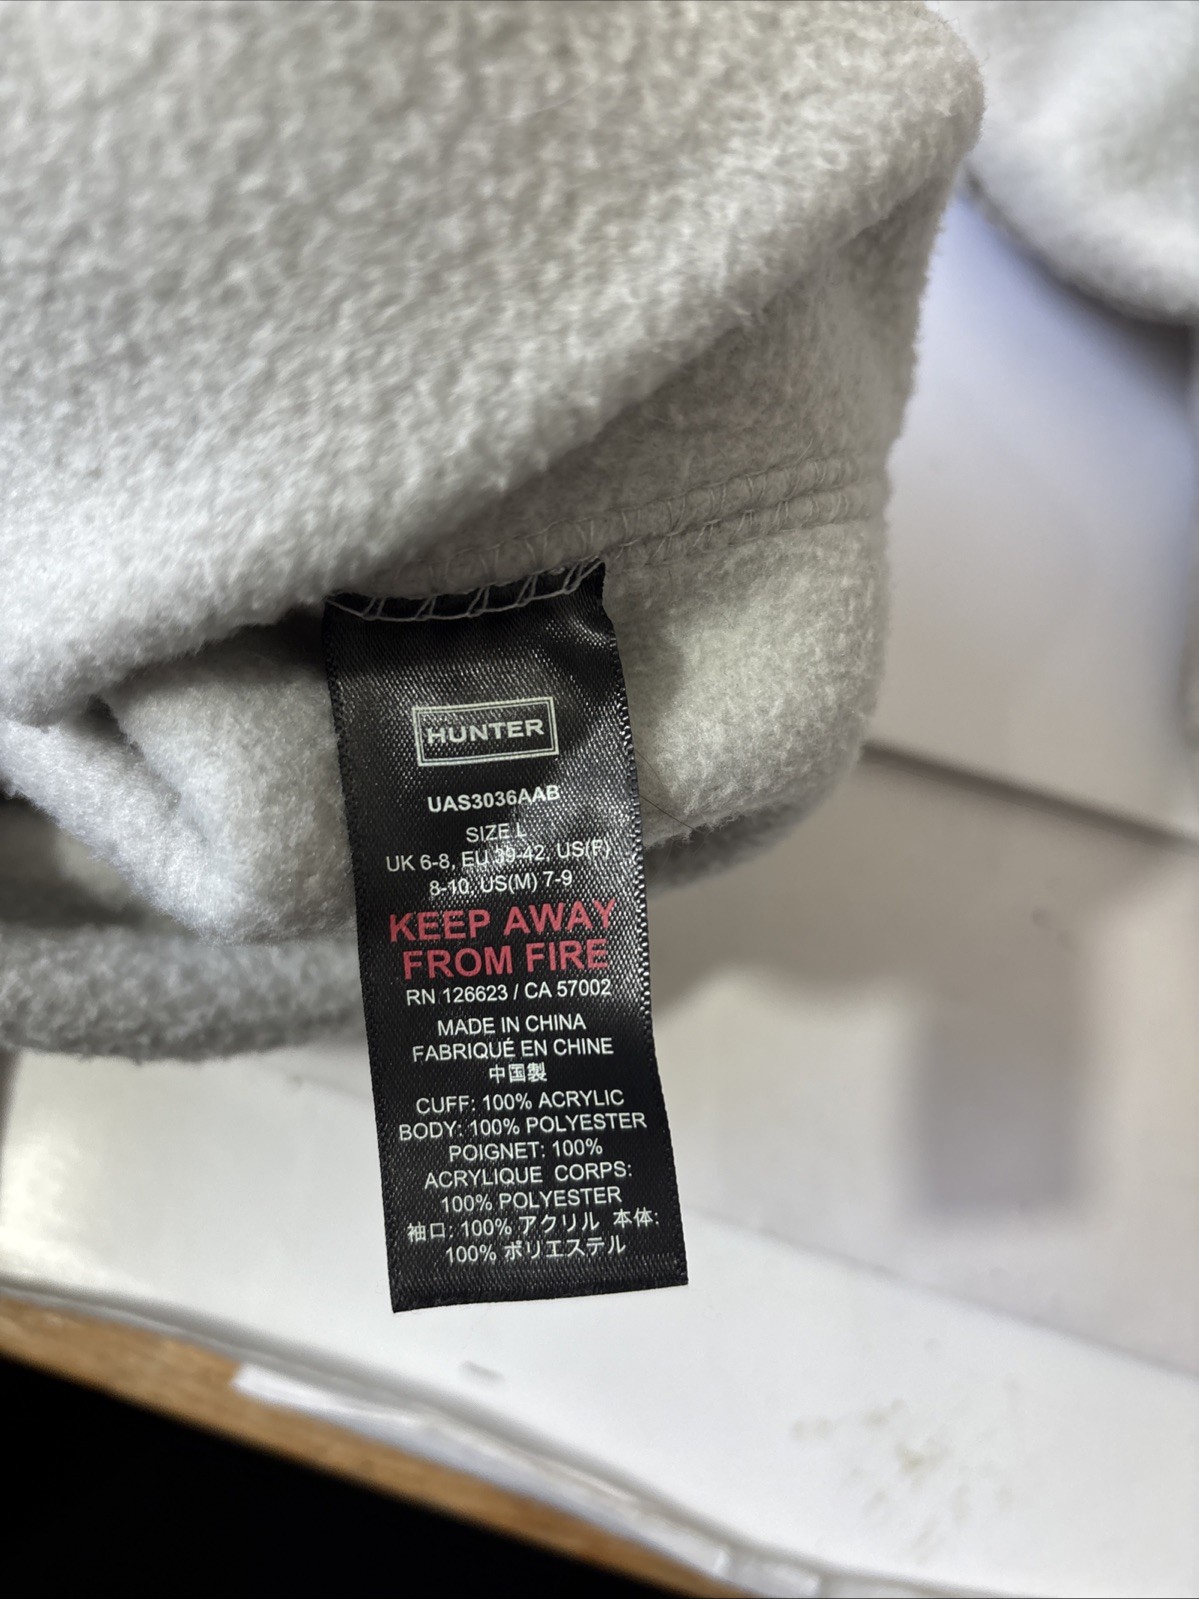 HUNTER
UAS3036AAB
SIZE L
UK 6-8, EU 39-42, US(F)
8-10, US(M) 7-9
KEEP AWAY
FROM FIRE
RN 126623 / CA 57002
MADE IN CHINA
FABRIQUÉ EN CHINE
中国製
CUFF: 100% ACRYLIC
BODY: 100% POLYESTER
POIGNET: 100%
ACRYLIQUE CORPS:
100% POLYESTER
袖口: 100% アクリル 本体:
100% ポリエステル